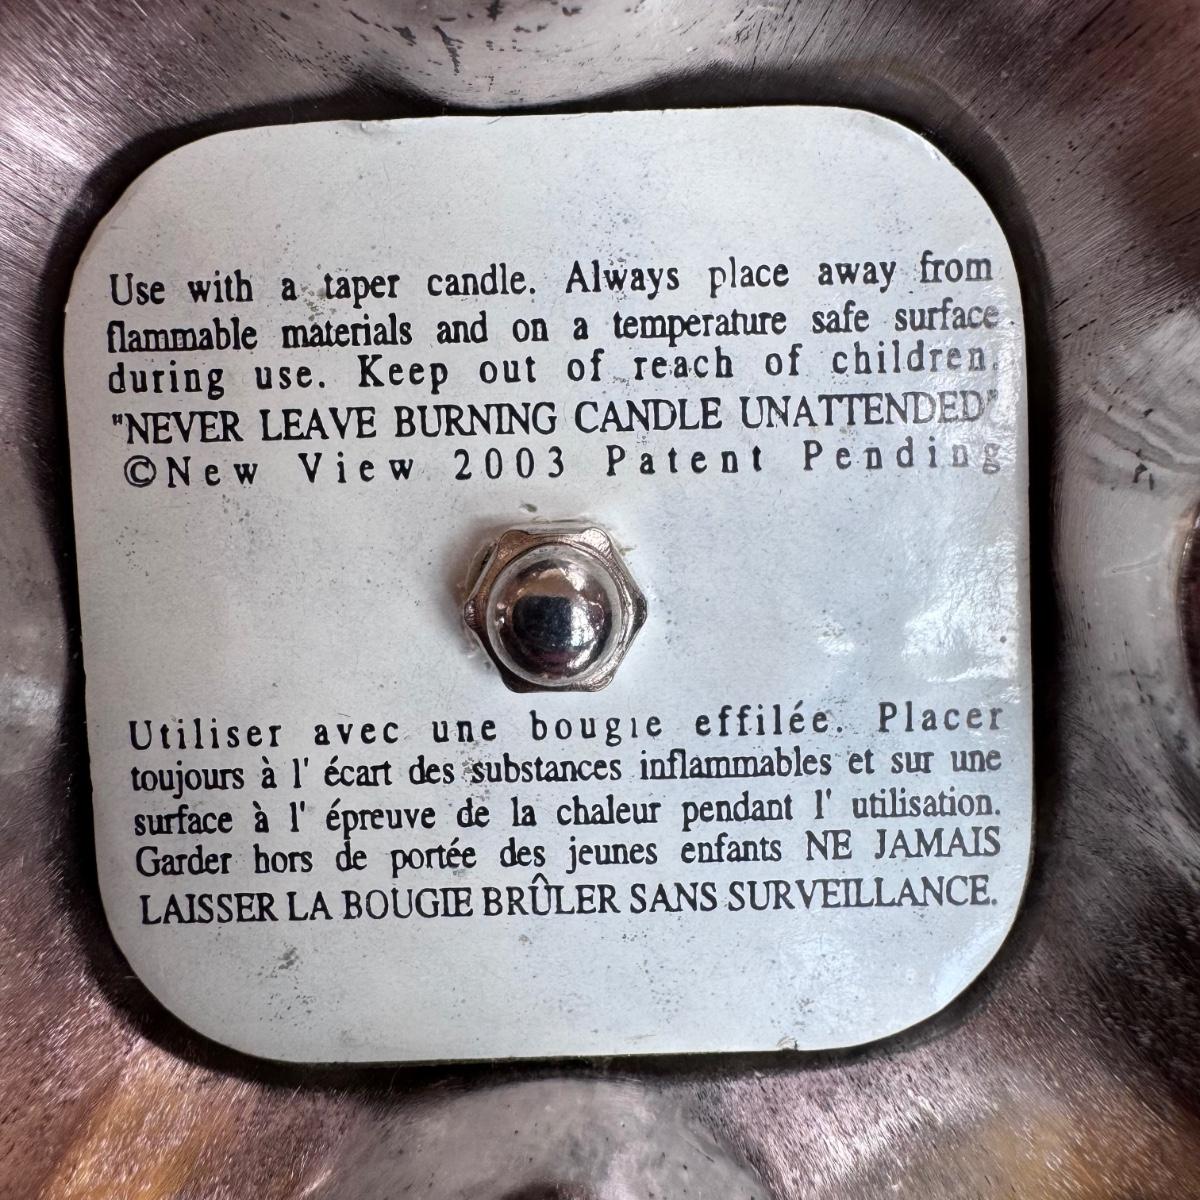 Use with a taper candle. Always place away from
flammable materials and on a temperature safe surface
during use. Keep out of reach of children.
"NEVER LEAVE BURNING CANDLE UNATTENDED"
©New View 2003 Patent Pending
Utiliser avec une bougie effilée. Placer
toujours à l' écart des substances inflammables et sur une
surface à l' épreuve de la chaleur pendant l' utilisation.
Garder hors de portée des jeunes enfants NE JAMAIS
LAISSER LA BOUGIE BRÛLER SANS SURVEILLANCE.